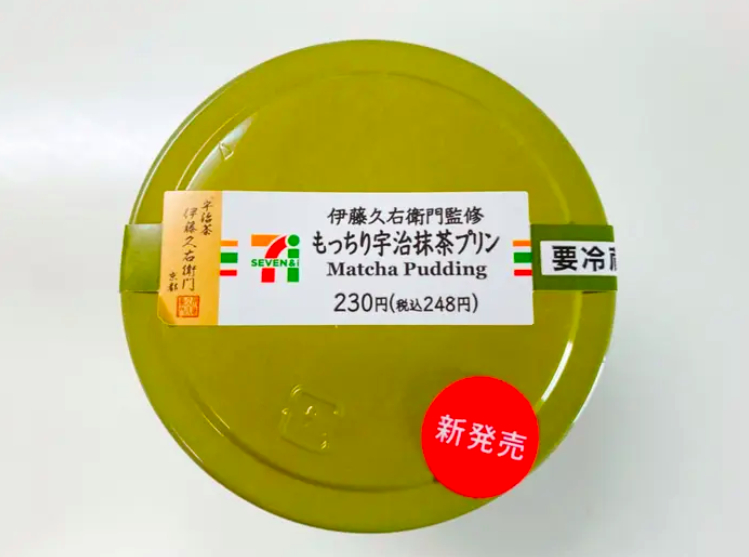 宇治茶
伊藤久右衛門
京都
SEVEN&i
伊藤久右衛門監修
もっちり宇治抹茶プリン
Matcha Pudding
230円(税込248円)
要冷
新発売